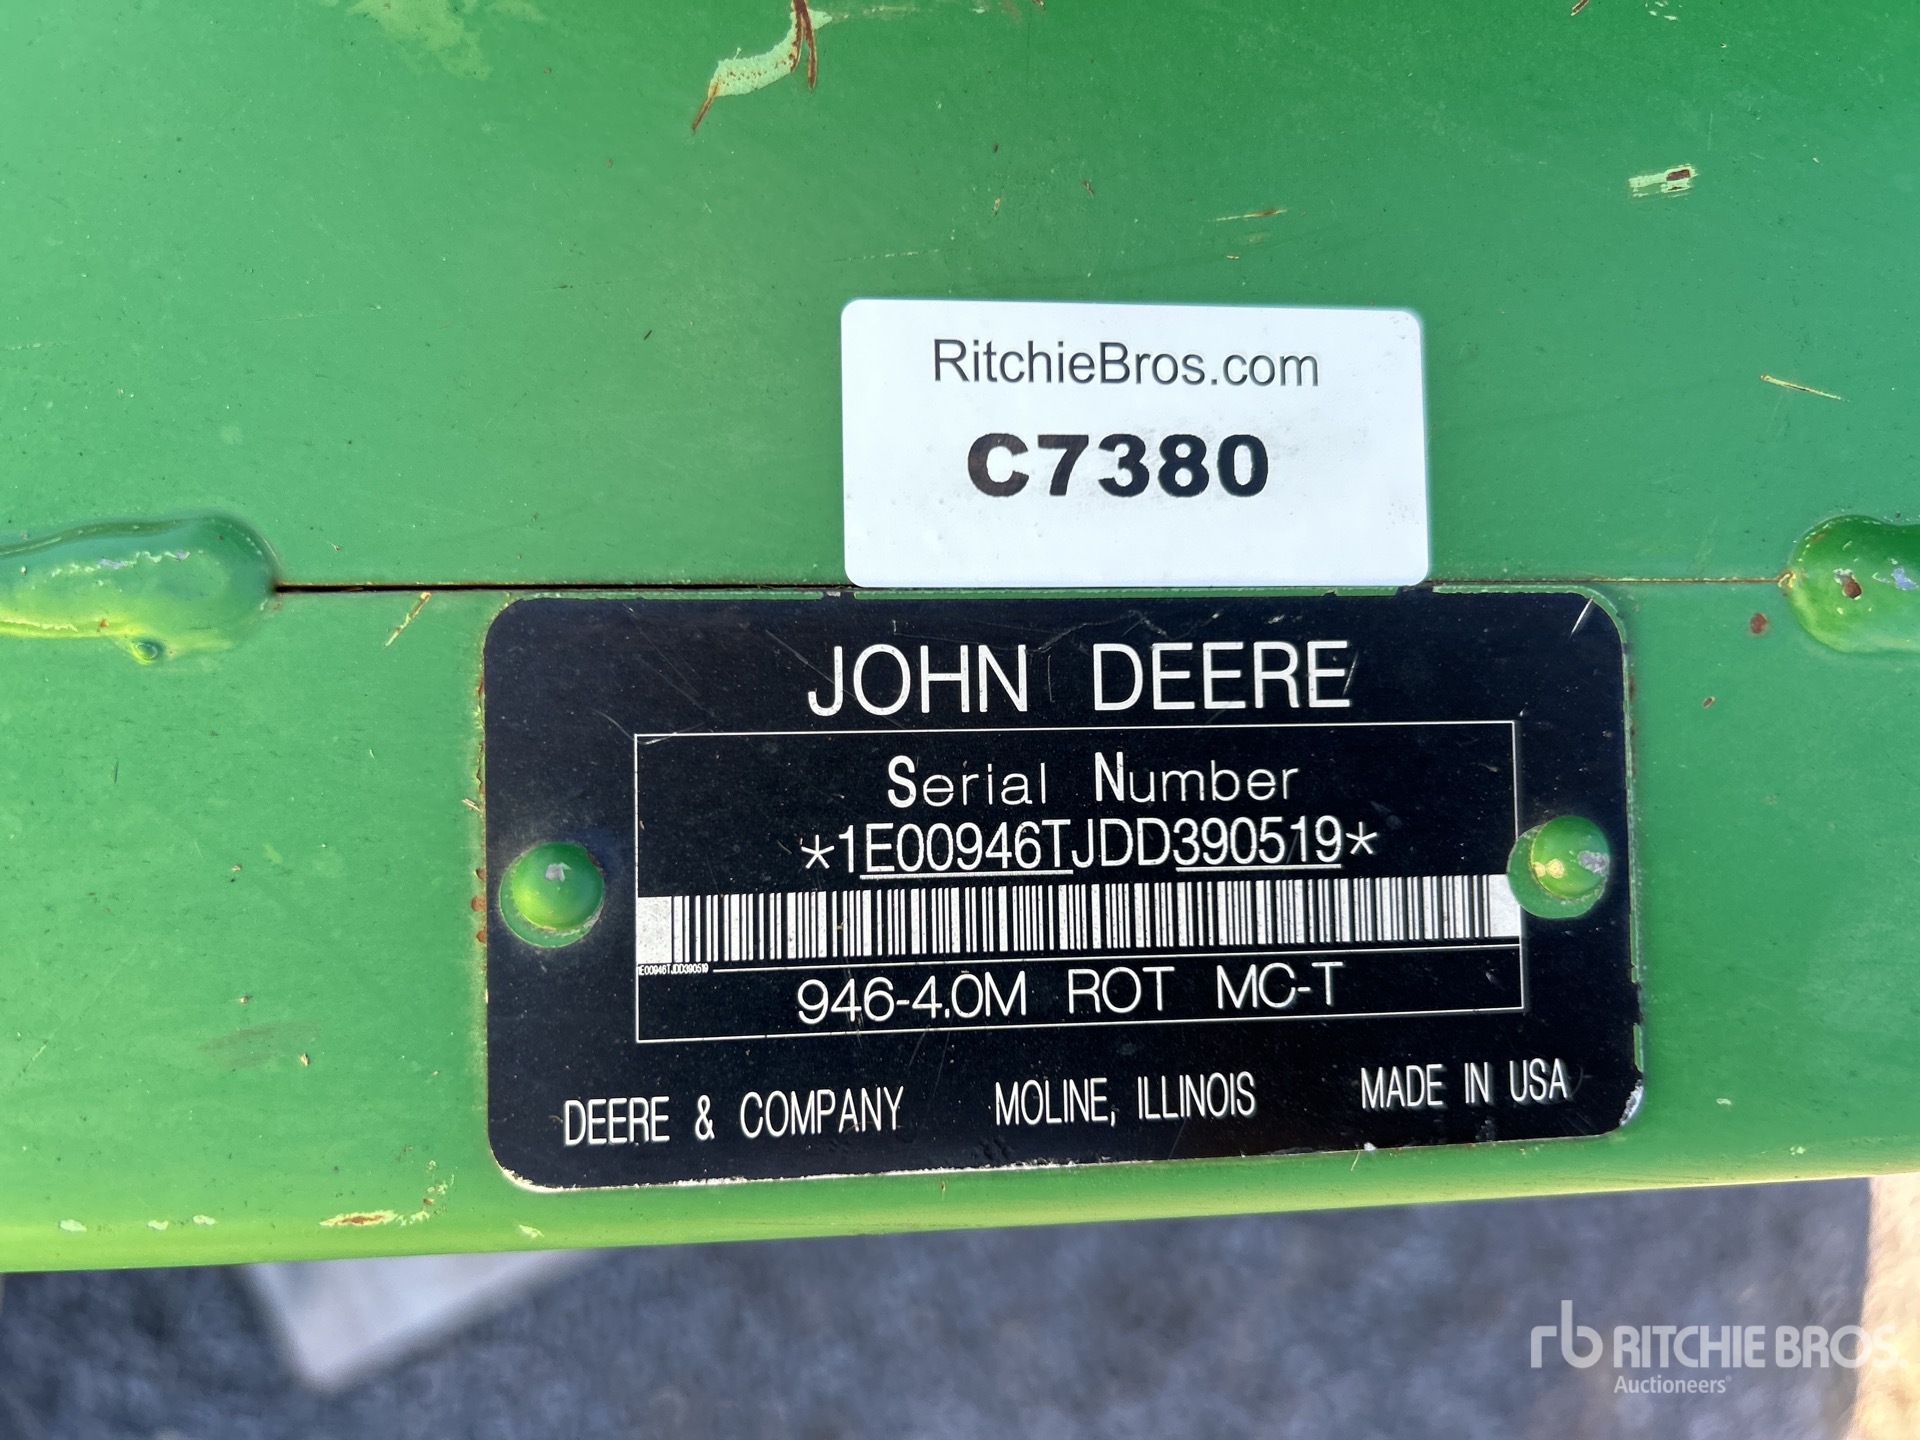 RitchieBros.com
C7380
JOHN DEERE
Serial Number
*1E00946TJDD390519*
1E00946TJDD390519
946-4.0M ROT MC-T
DEERE & COMPANY MOLINE, ILLINOIS MADE IN USA
rb RITCHIE BROS.
Auctioneers